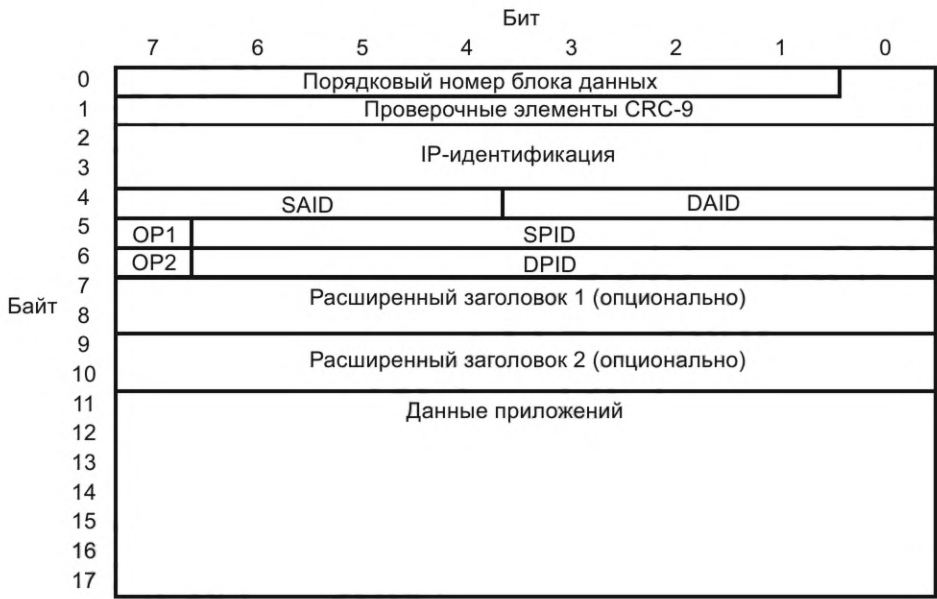 Бит
7 6 5 4 3 2 1 0
0 Порядковый номер блока данных
1 Проверочные элементы CRC-9
2
IP-идентификация
3
4 SAID DAID
5 OP1 SPID
6 OP2 DPID
7
Расширенный заголовок 1 (опционально)
Байт 8
9
Расширенный заголовок 2 (опционально)
10
11 Данные приложений
12
13
14
15
16
17